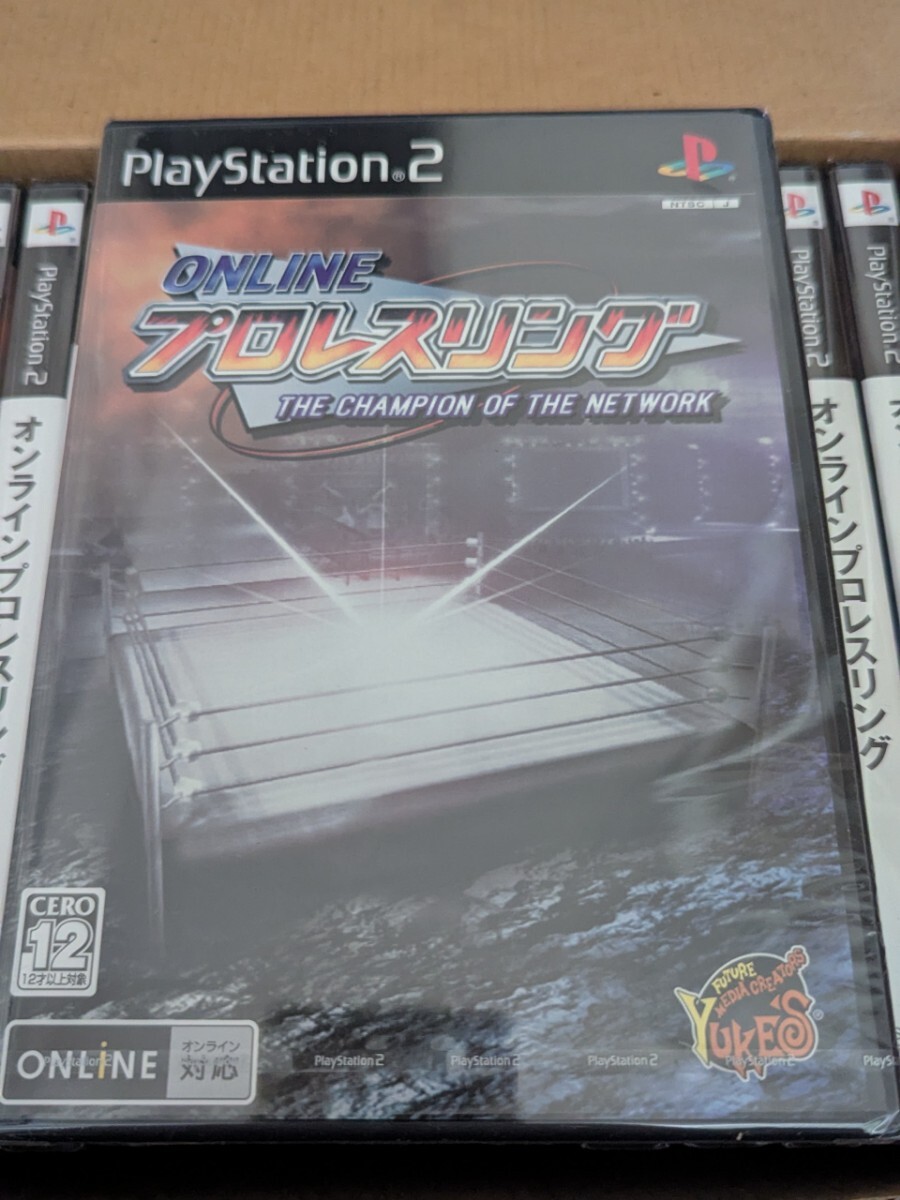 PlayStation®2
NTSC J
ONLINE
プロレスリング
THE CHAMPION OF THE NETWORK
CERO
12
12才以上対象
ONLiNE
オンライン
対応
FUTURE
MEDIA CREATORS
YUKE'S®
PlayStation 2
PlayStation 2
PlayStation 2
PlayStation 2
PlayStation 2
PlayStation 2
オンラインプロレスリング
PlayStation 2
オンラインプロレスリング
PlayStation 2